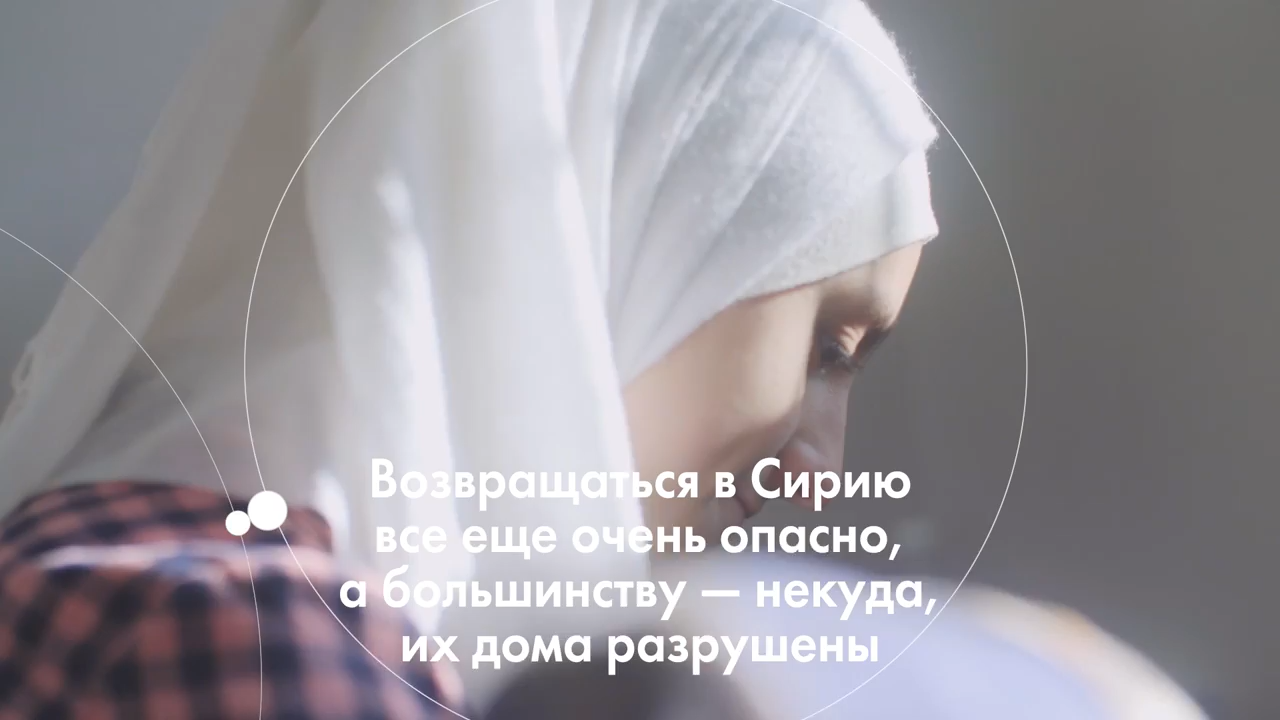 Возвращаться в Сирию
все еще очень опасно,
а большинству — некуда,
их дома разрушены